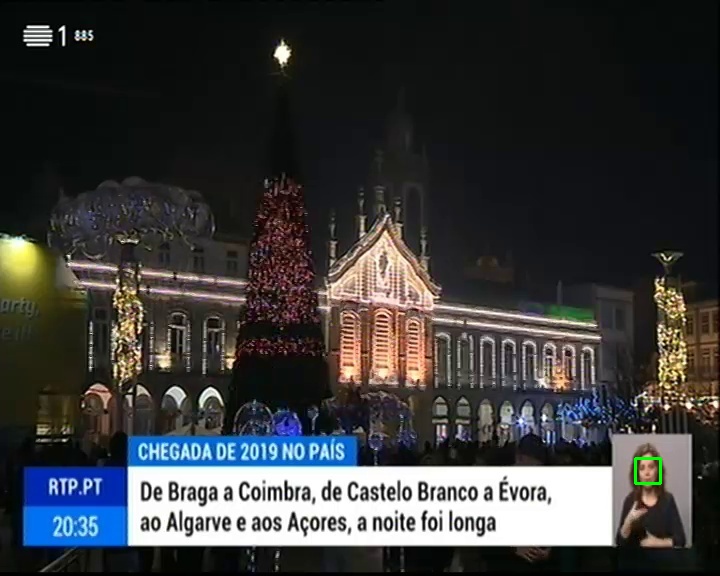 1 885
arty,
CHEGADA DE 2019 NO PAÍS
RTP.PT
De Braga a Coimbra, de Castelo Branco a Évora,
20:35
ao Algarve e aos Açores, a noite foi longa